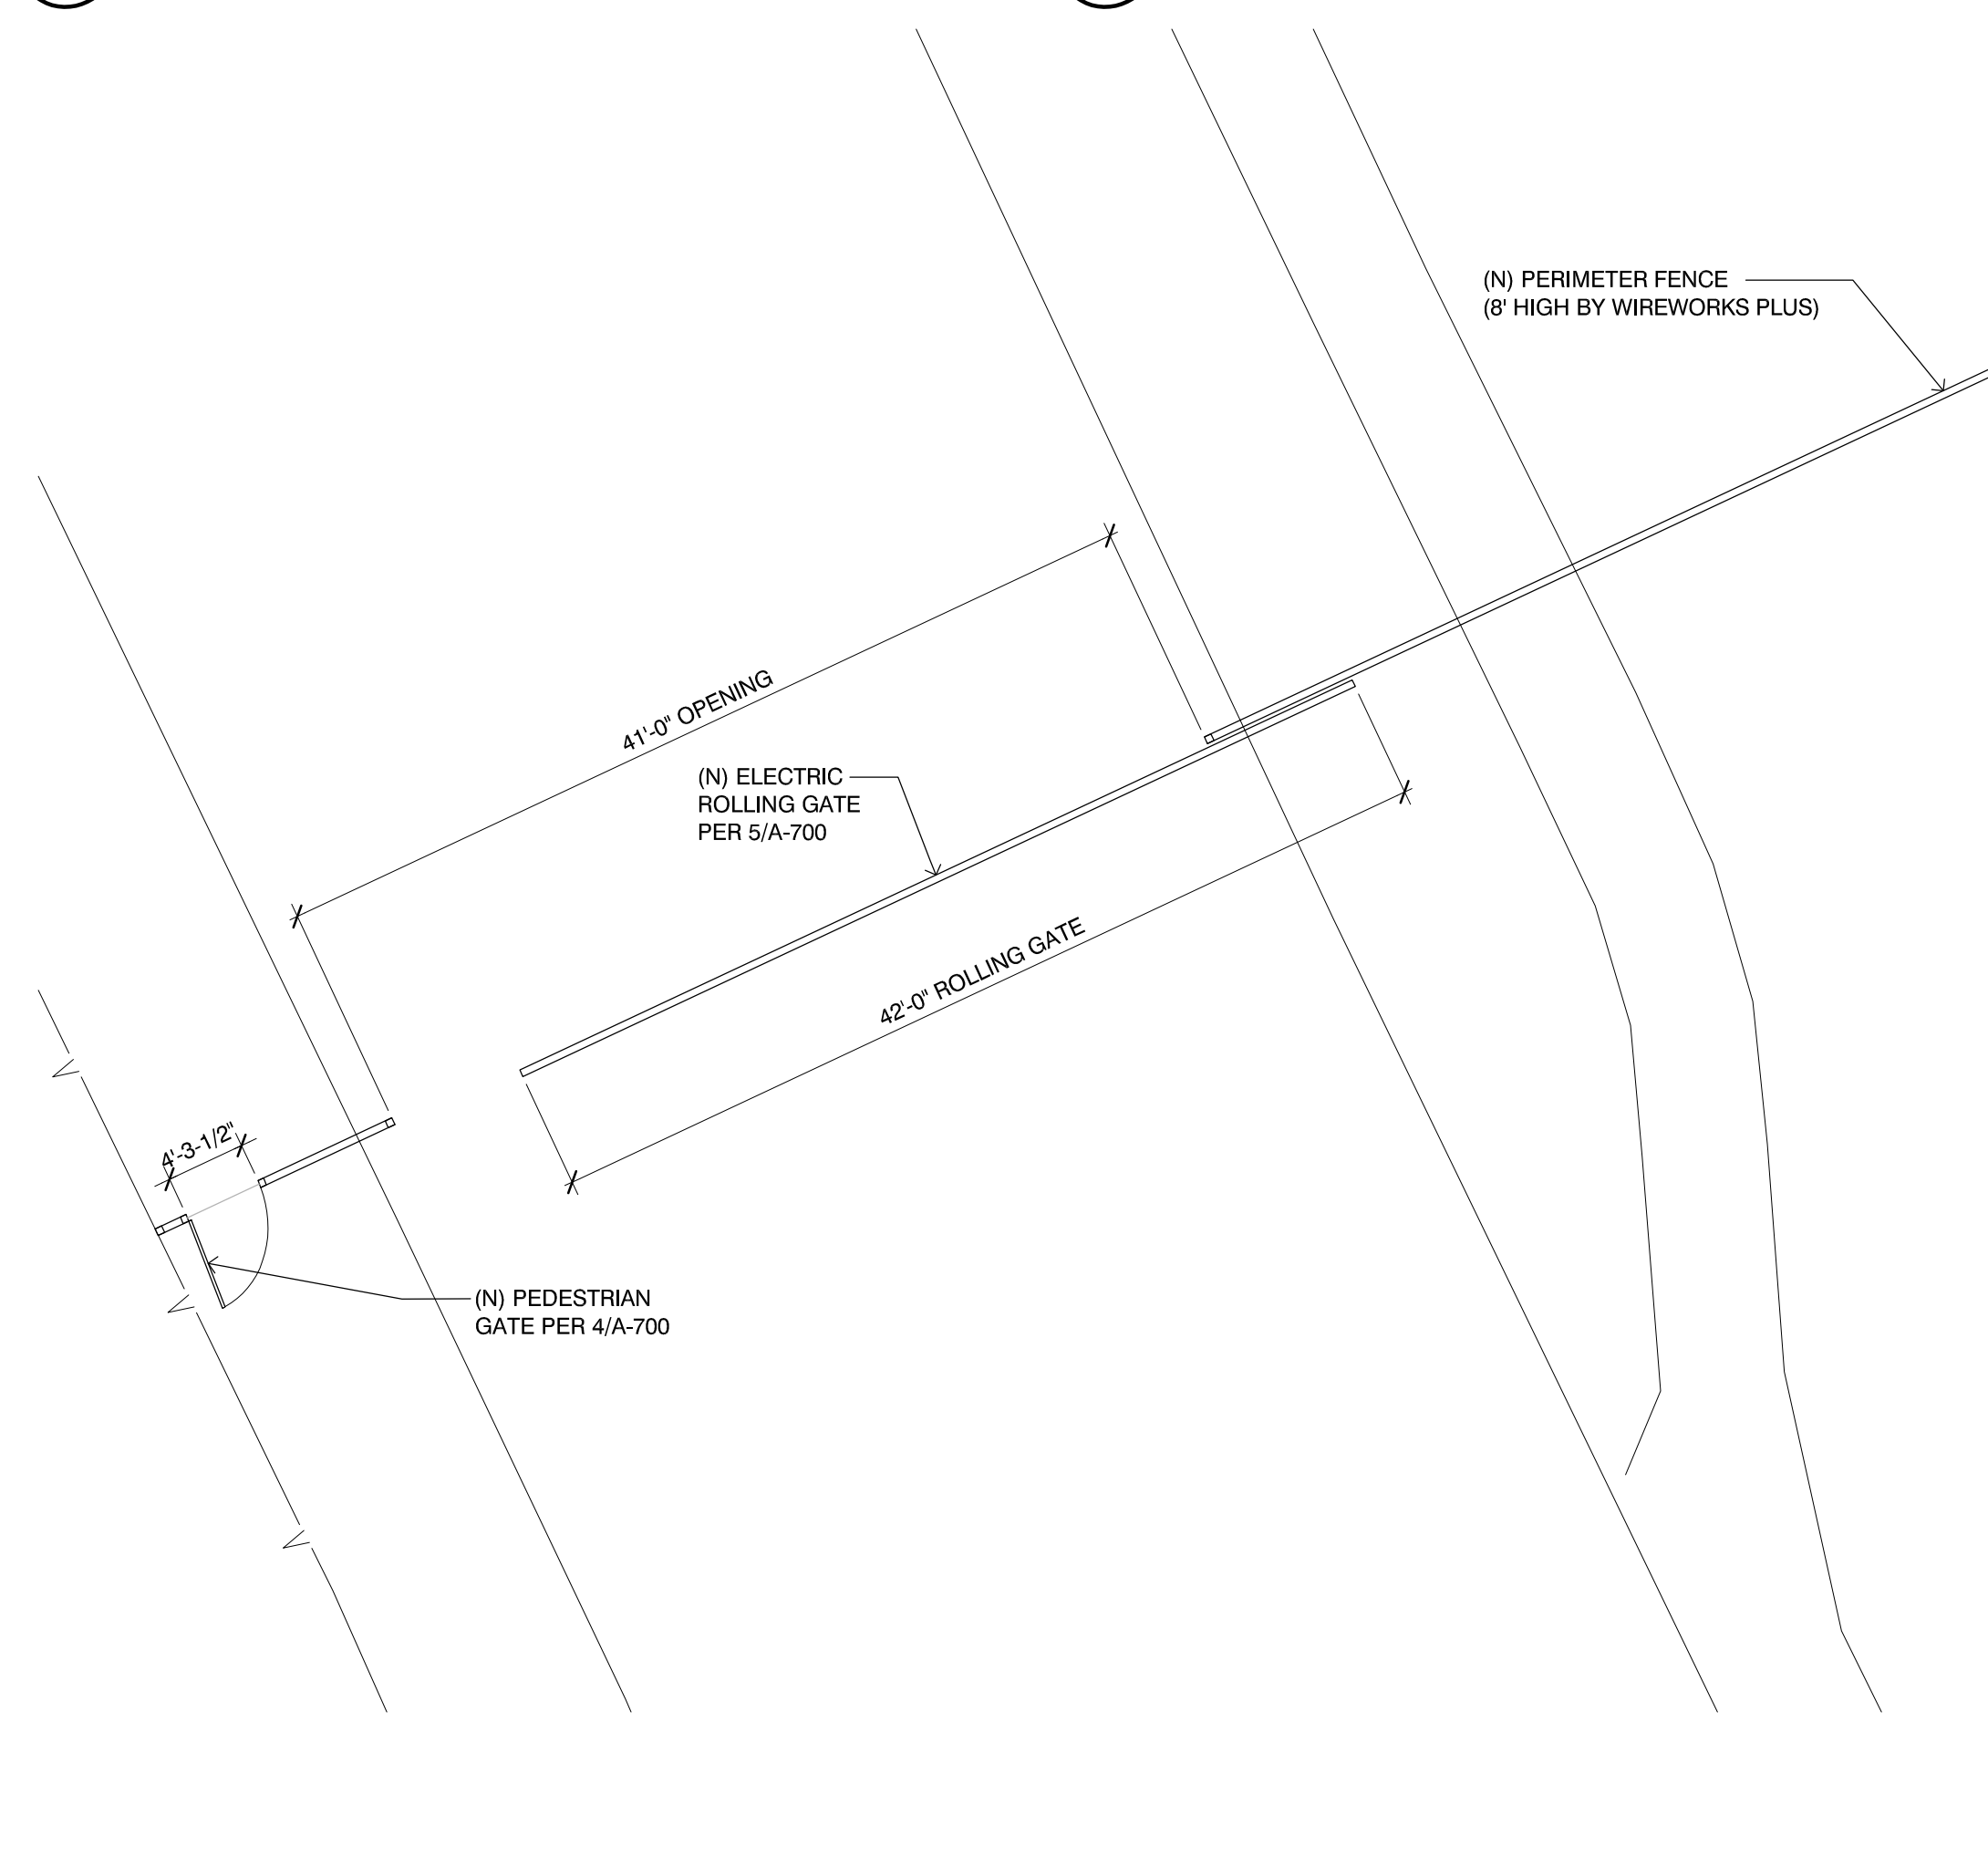 (N) PERIMETER FENCE
(8' HIGH BY WIREWORKS PLUS)
41'-0" OPENING
(N) ELECTRIC
ROLLING GATE
PER 5/A-700
42'-0" ROLLING GATE
4'-3-1/2"
(N) PEDESTRIAN
GATE PER 4/A-700